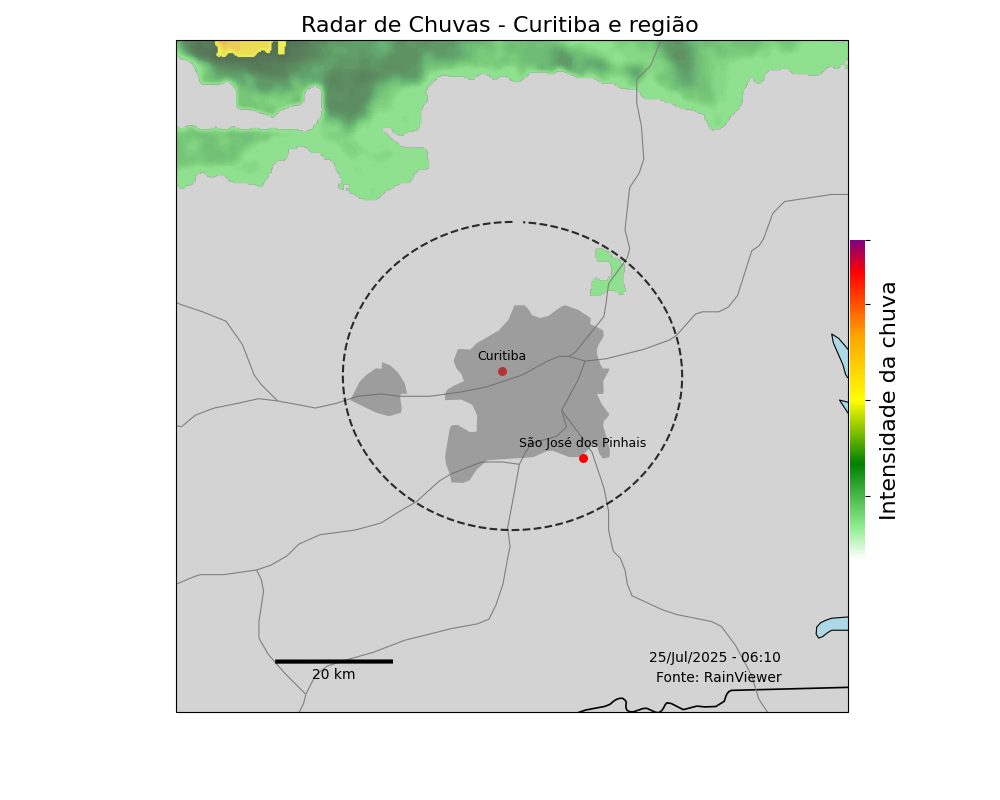 Radar de Chuvas - Curitiba e região
Curitiba
São José dos Pinhais
Intensidade da chuva
25/Jul/2025 - 06:10
Fonte: RainViewer
20 km